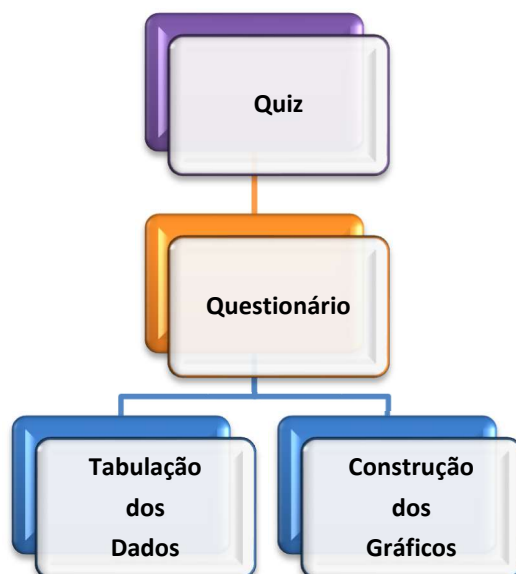 Quiz
Questionário
Tabulação
dos
Dados
Construção
dos
Gráficos